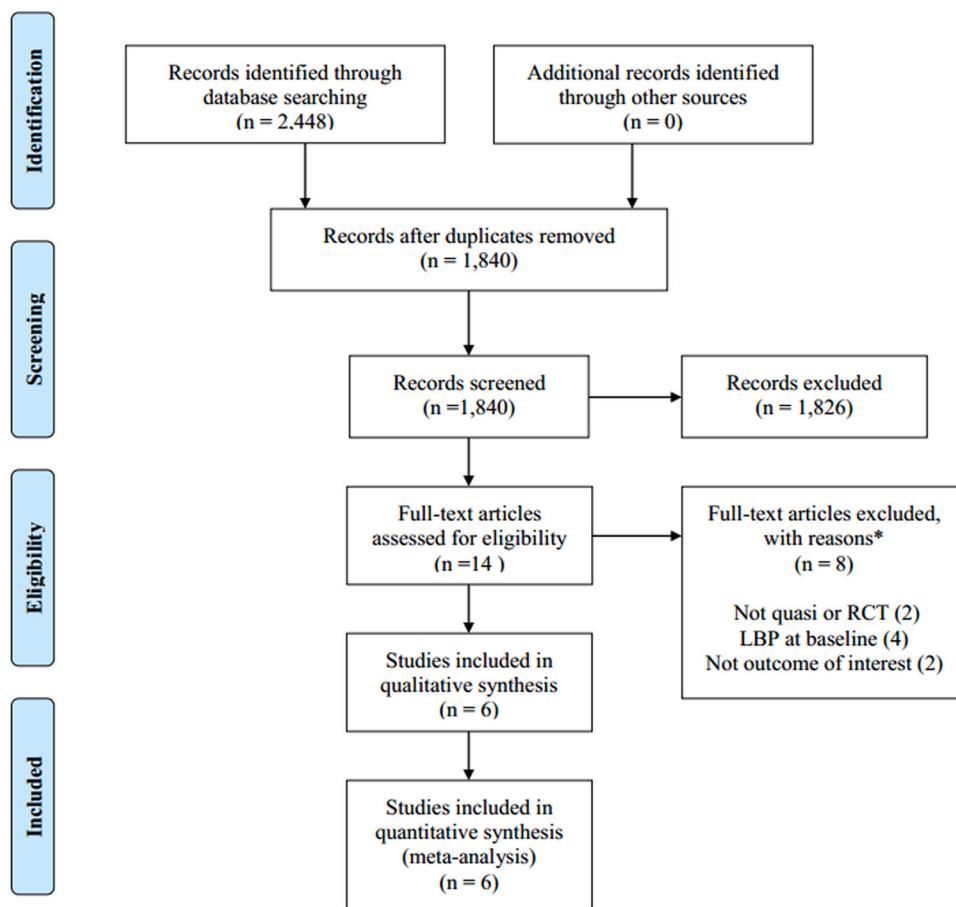 Identification
Records identified through
database searching
(n = 2,448)
Additional records identified
through other sources
(n = 0)
Records after duplicates removed
(n = 1,840)
Screening
Records screened
(n =1,840)
Records excluded
(n = 1,826)
Eligibility
Full-text articles
assessed for eligibility
(n =14 )
Full-text articles excluded,
with reasons*
(n = 8)
Not quasi or RCT (2)
LBP at baseline (4)
Not outcome of interest (2)
Studies included in
qualitative synthesis
(n = 6)
Included
Studies included in
quantitative synthesis
(meta-analysis)
(n = 6)